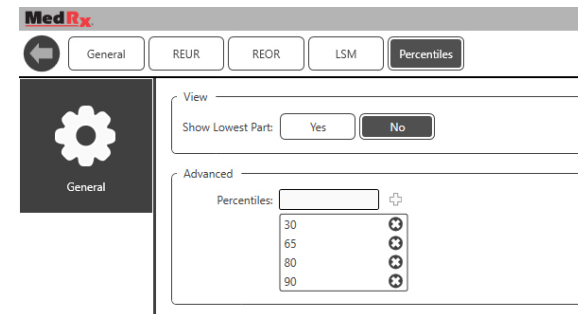 MedRx
General REUR REOR LSM Percentiles
General
View
Show Lowest Part: Yes No
Advanced
Percentiles:
30
65
80
90